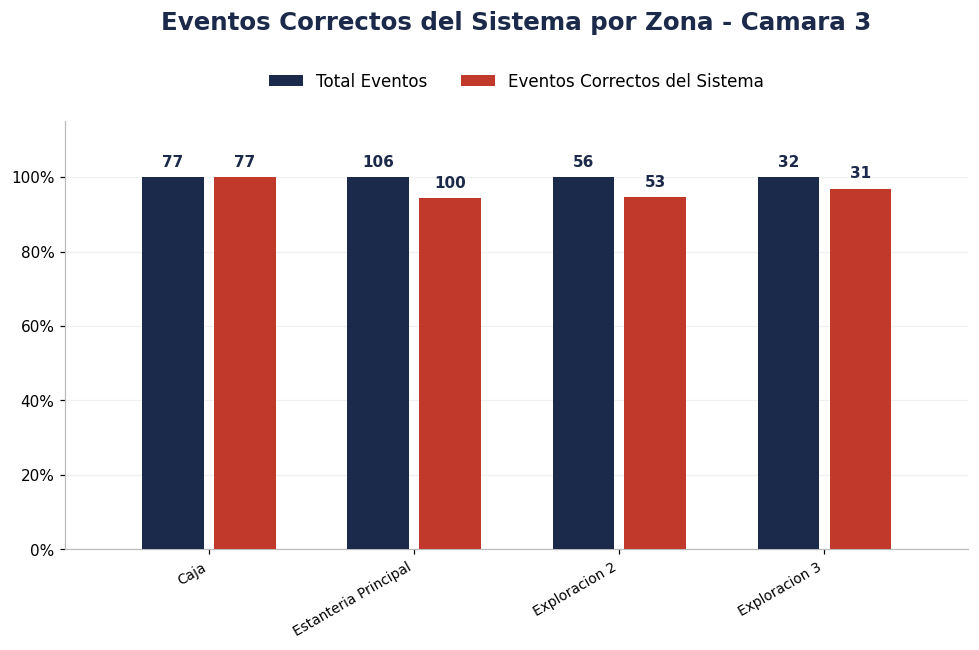 Eventos Correctos del Sistema por Zona - Camara 3
Total Eventos
Eventos Correctos del Sistema
77
77
106
100
56
53
32
31
100%
80%
60%
40%
20%
0%
Caja
Estanteria Principal
Exploracion 2
Exploracion 3